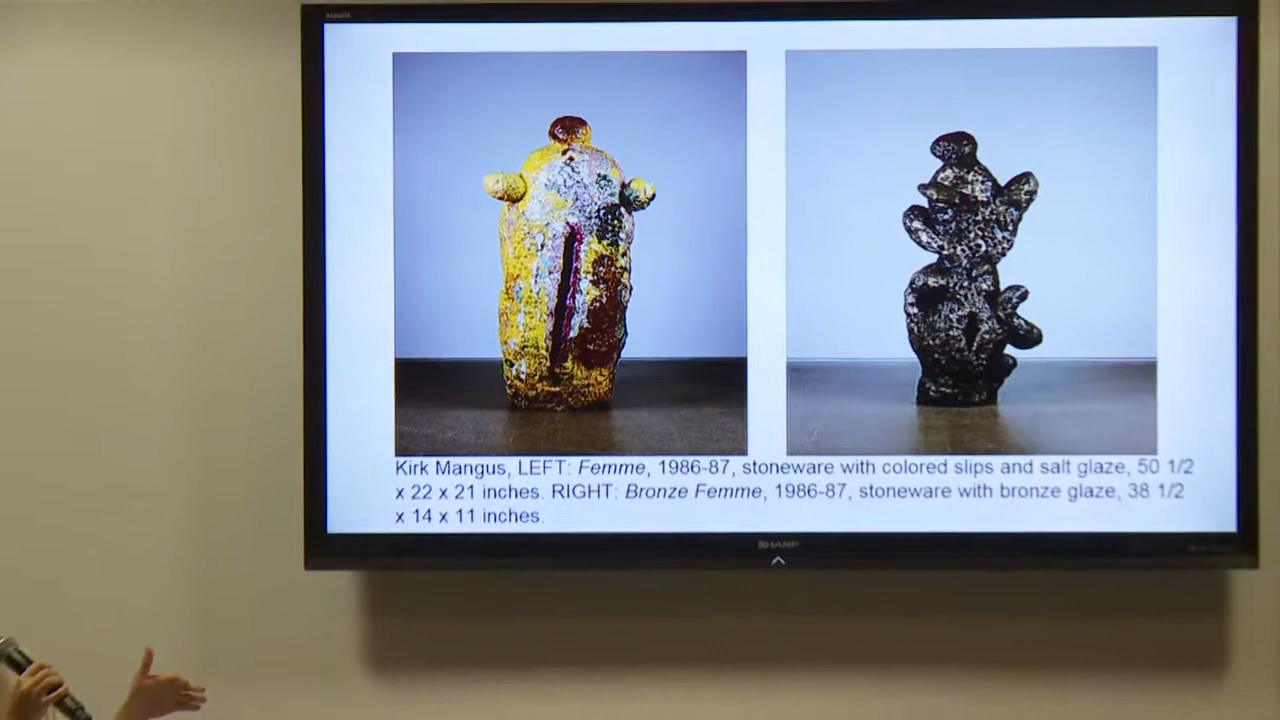 AQUOS
Kirk Mangus, LEFT: Femme, 1986-87, stoneware with colored slips and salt glaze, 50 1/2
x 22 x 21 inches. RIGHT: Bronze Femme, 1986-87, stoneware with bronze glaze, 38 1/2
x 14 x 11 inches.
SHARP